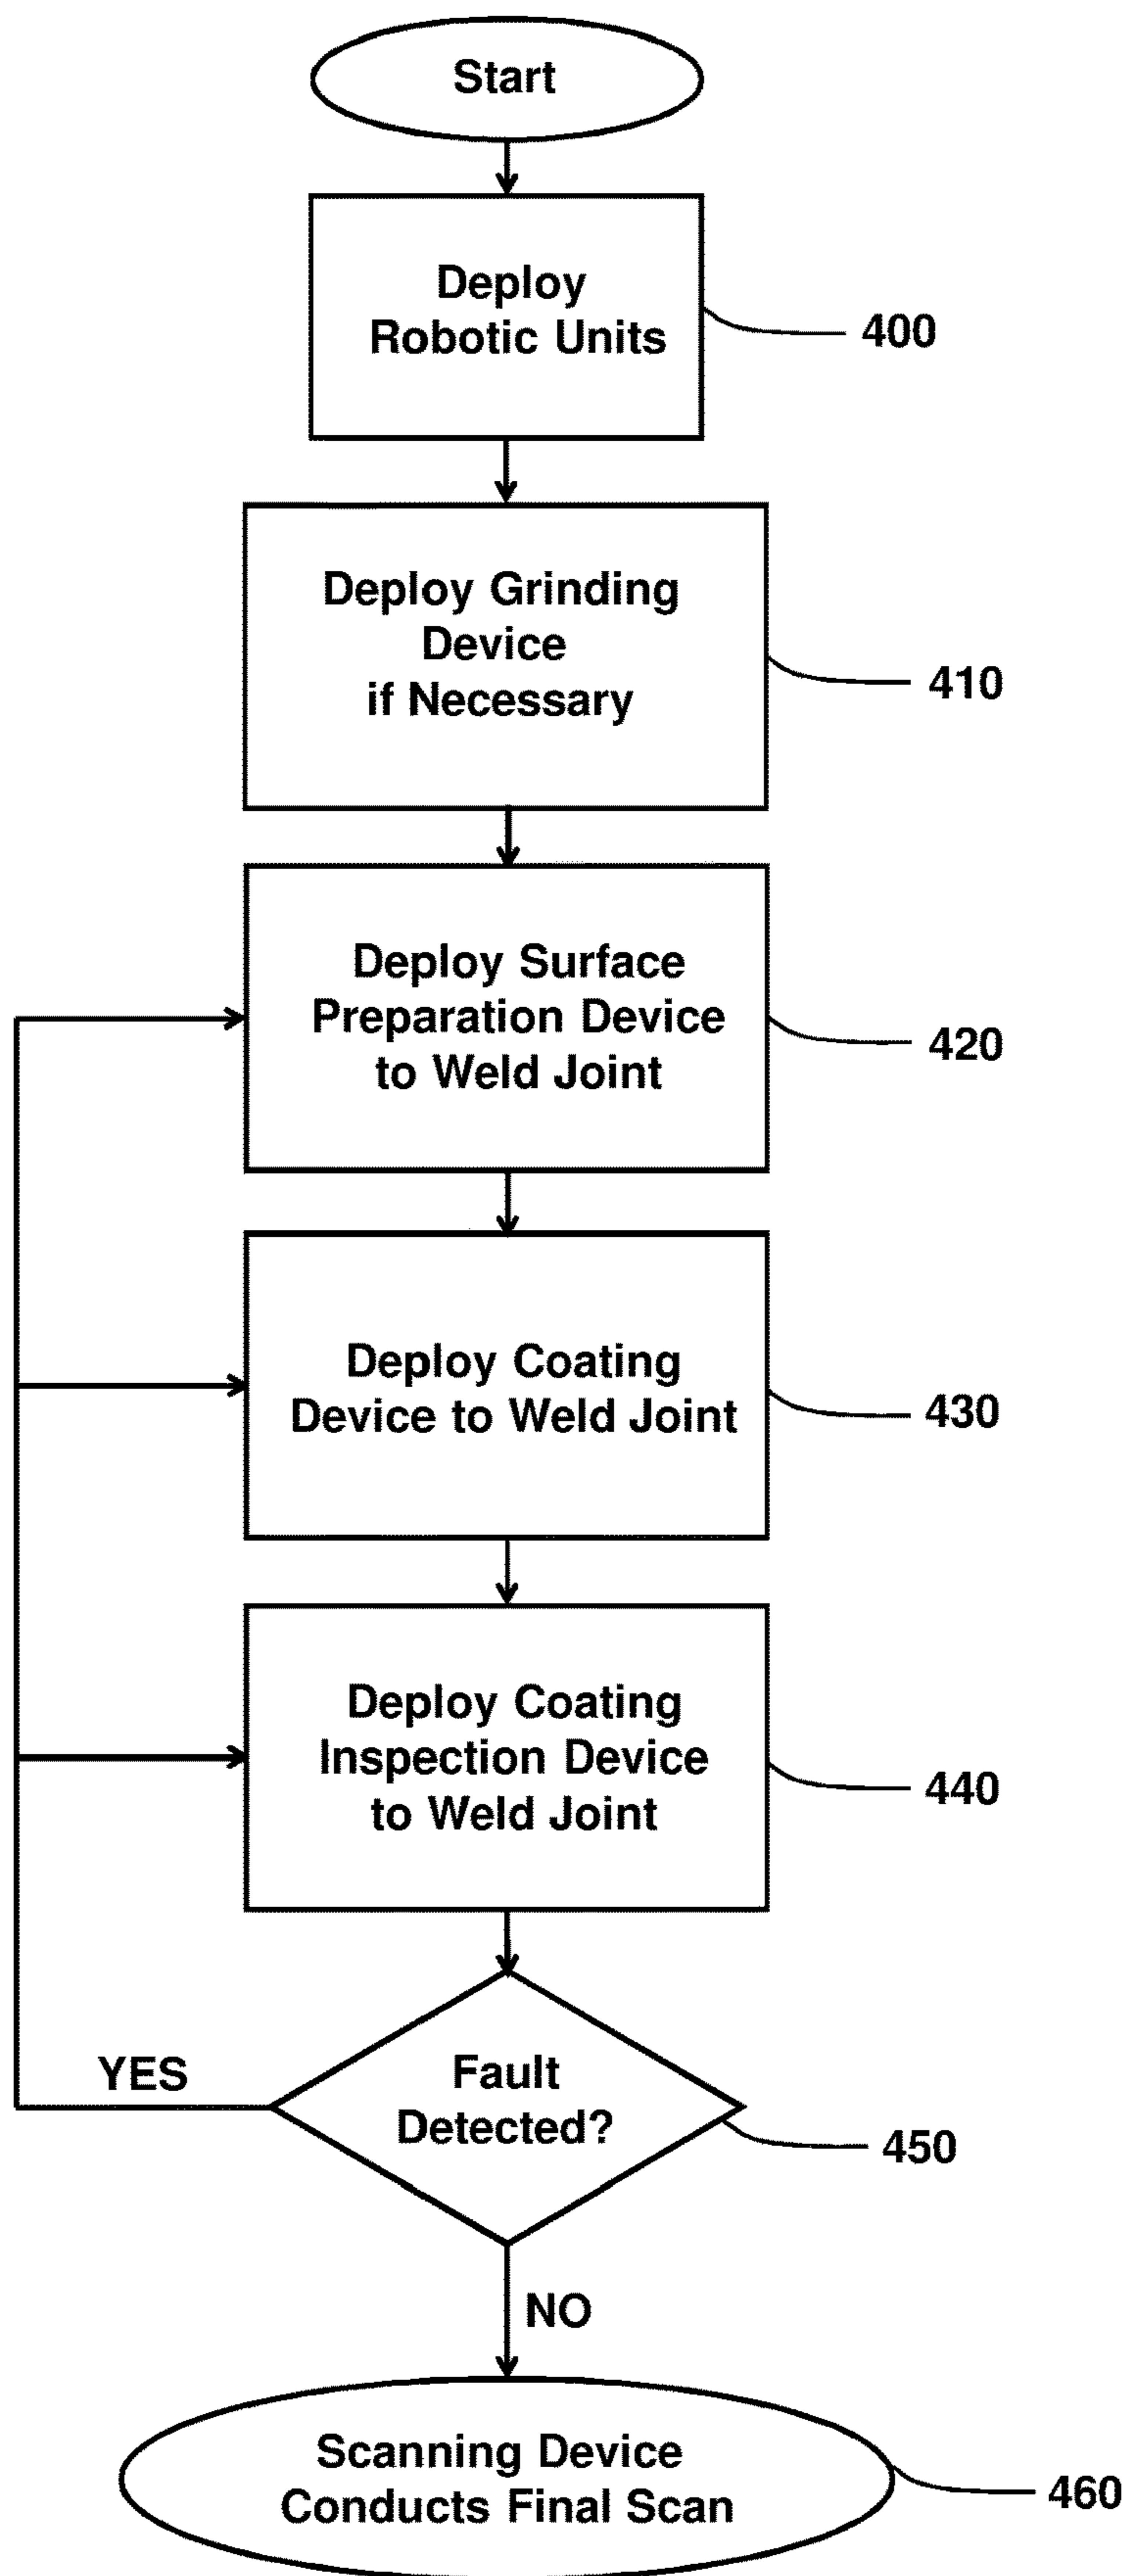 Start
Deploy
Robotic Units
400
Deploy Grinding
Device
if Necessary
410
Deploy Surface
Preparation Device
to Weld Joint
420
Deploy Coating
Device to Weld Joint
430
Deploy Coating
Inspection Device
to Weld Joint
440
YES
Fault
Detected?
450
NO
Scanning Device
Conducts Final Scan
460